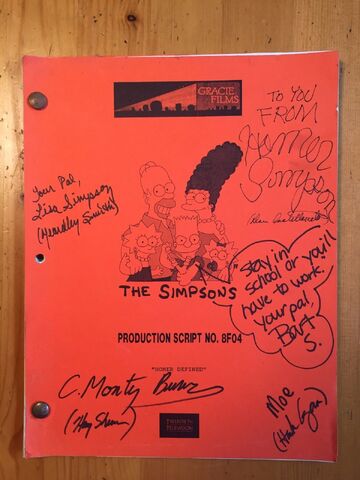 GRACIE
FILMS
TO YOU
FROM
Homer
Simpson
(Dan Castellaneta)
Your Pal,
Lisa Simpson
(Yeardley Smith)
"Stay in
school or you'll
have to work.
Your pal,
Bart
S.
THE SIMPSONS
PRODUCTION SCRIPT NO. 8F04
"HOMER DEFINED"
C. Monty Burns
(Harry Shearer)
Moe
(Hank Azaria)
TWENTIETH
TELEVISION